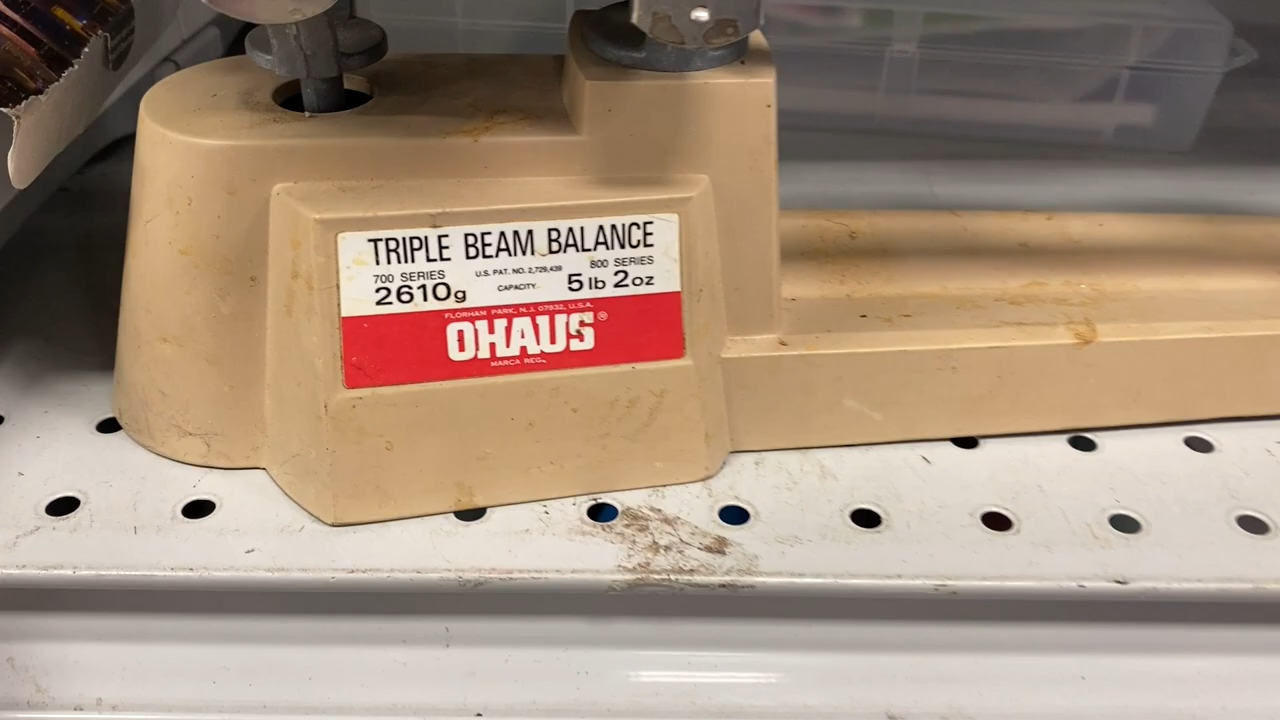 TRIPLE BEAM BALANCE
700 SERIES U.S. PAT. NO. 2,729,439 800 SERIES
2610g CAPACITY 5 lb 2 oz
FLORHAM PARK, N.J. 07932, U.S.A.
OHAUS®
MARCA REG.